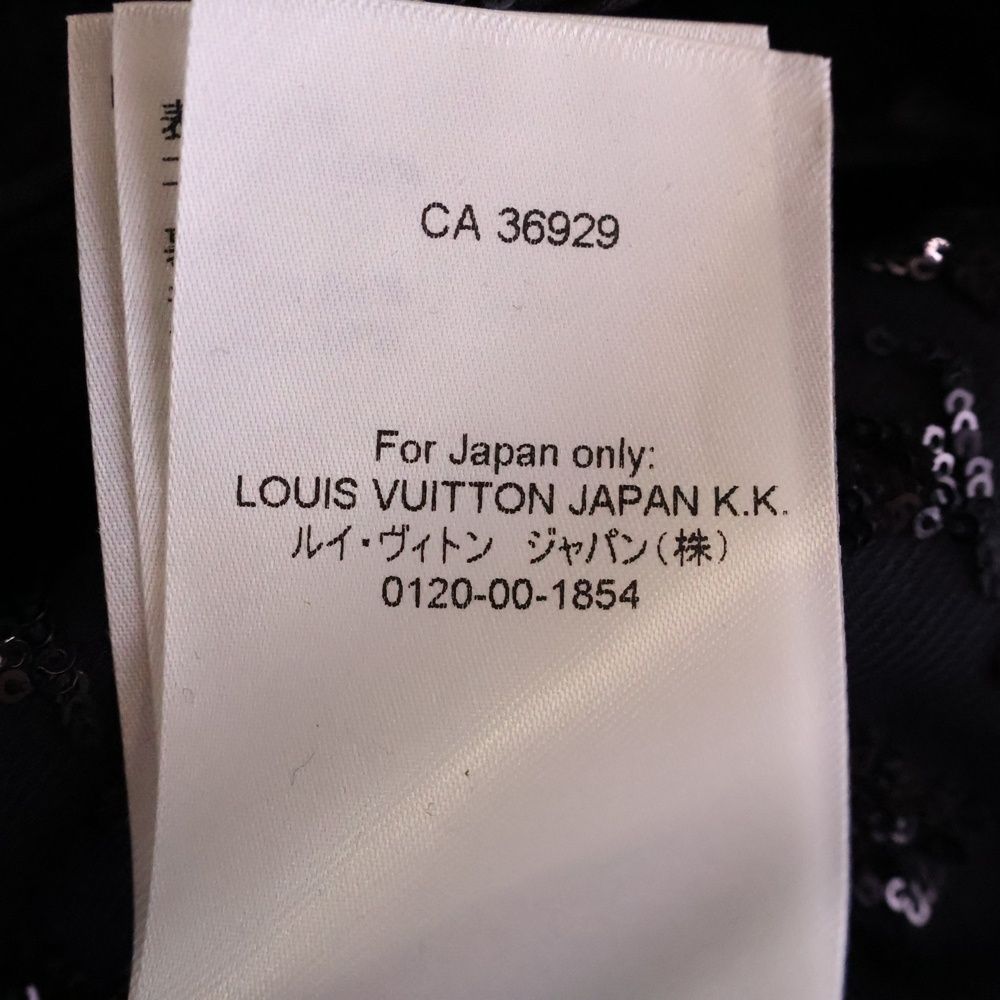 CA 36929
For Japan only:
LOUIS VUITTON JAPAN K.K.
ルイ・ヴィトン ジャパン(株)
0120-00-1854